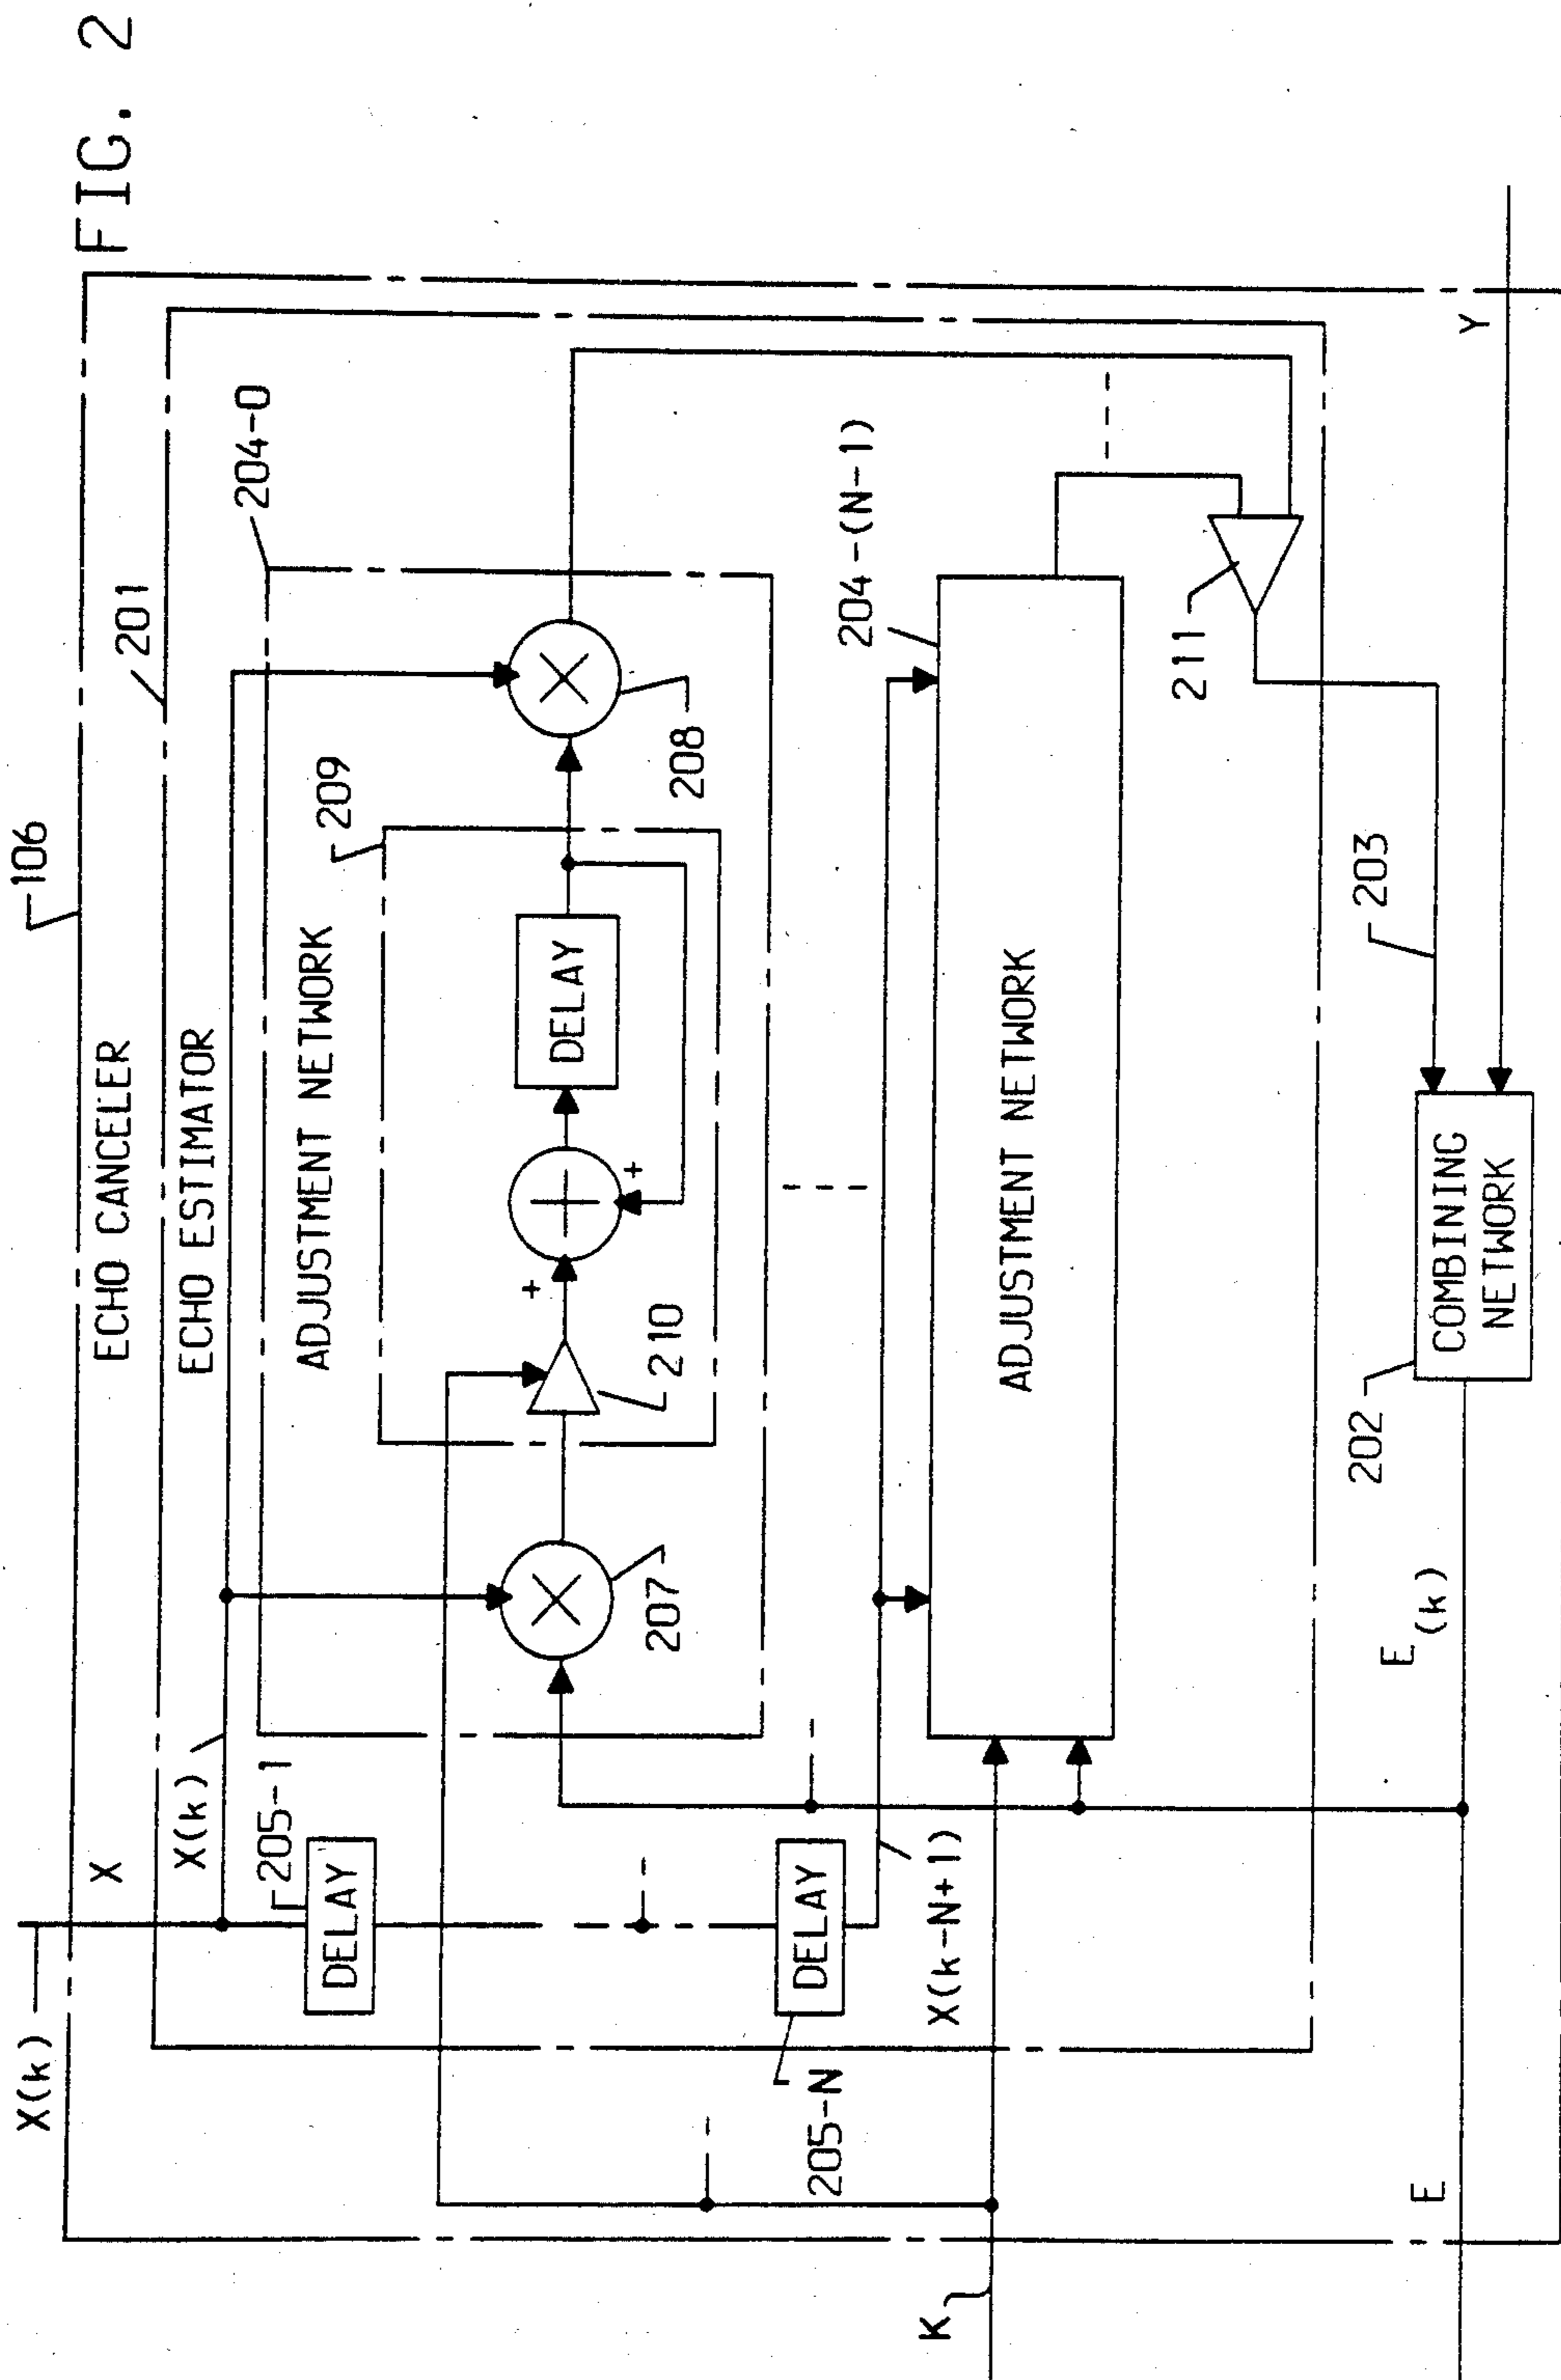 FIG. 2
106
ECHO CANCELER
201
ECHO ESTIMATOR
204-0
X(k)
X
X(k)
205-1
DELAY
ADJUSTMENT NETWORK
209
DELAY
+
+
207
210
208
205-N
DELAY
X(k-N+1)
204-(N-1)
ADJUSTMENT NETWORK
211
K
203
202
COMBINING
NETWORK
E
E
(k)
Y